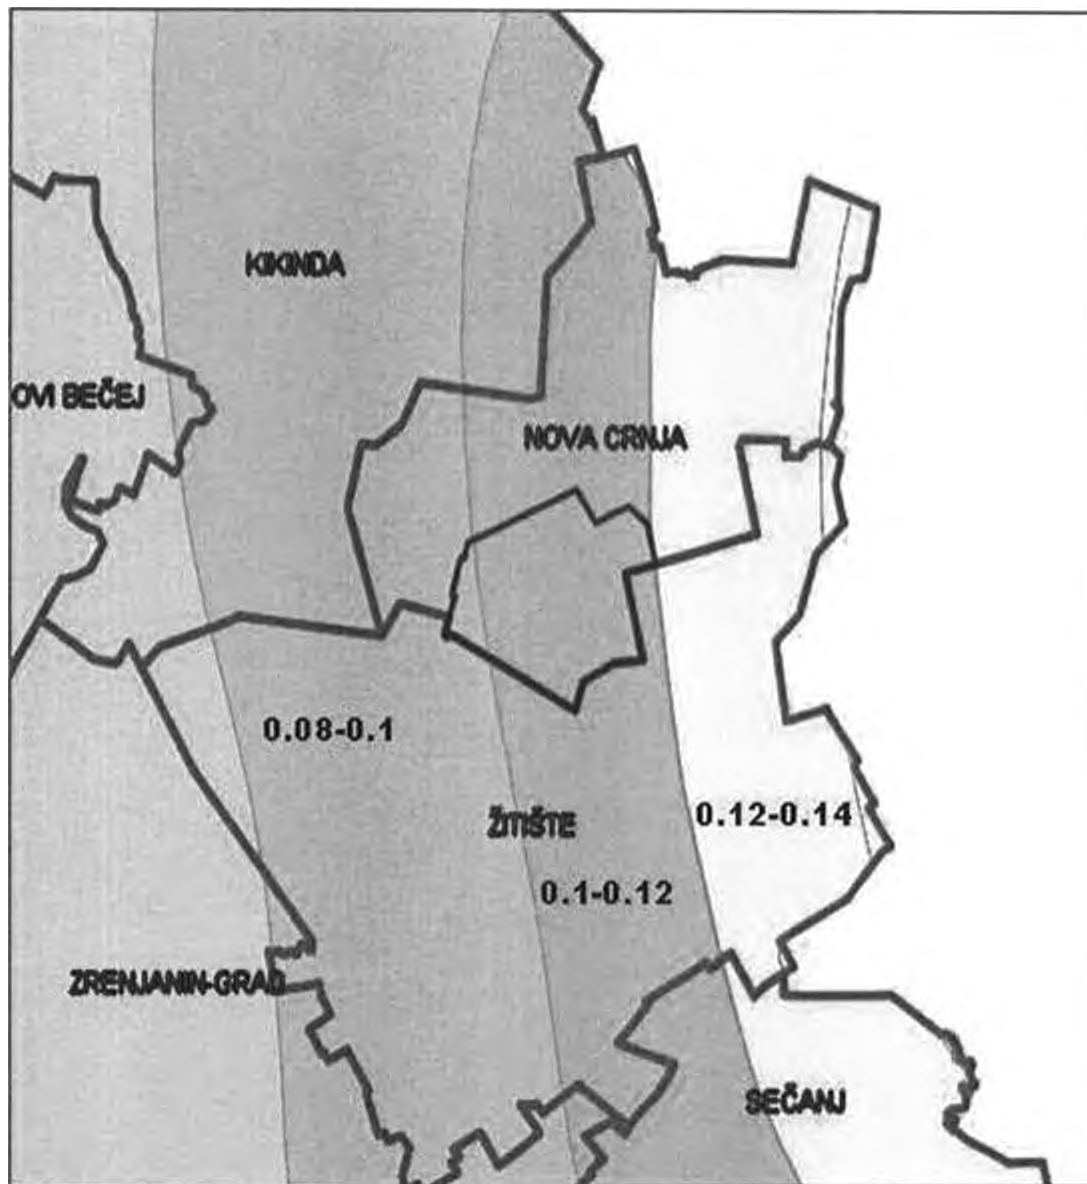 KIKINDA
OVI BEČEJ
NOVA CRNJA
0.08-0.1
ŽITIŠTE
0.12-0.14
0.1-0.12
ZRENJANIN-GRAD
SEČANJ